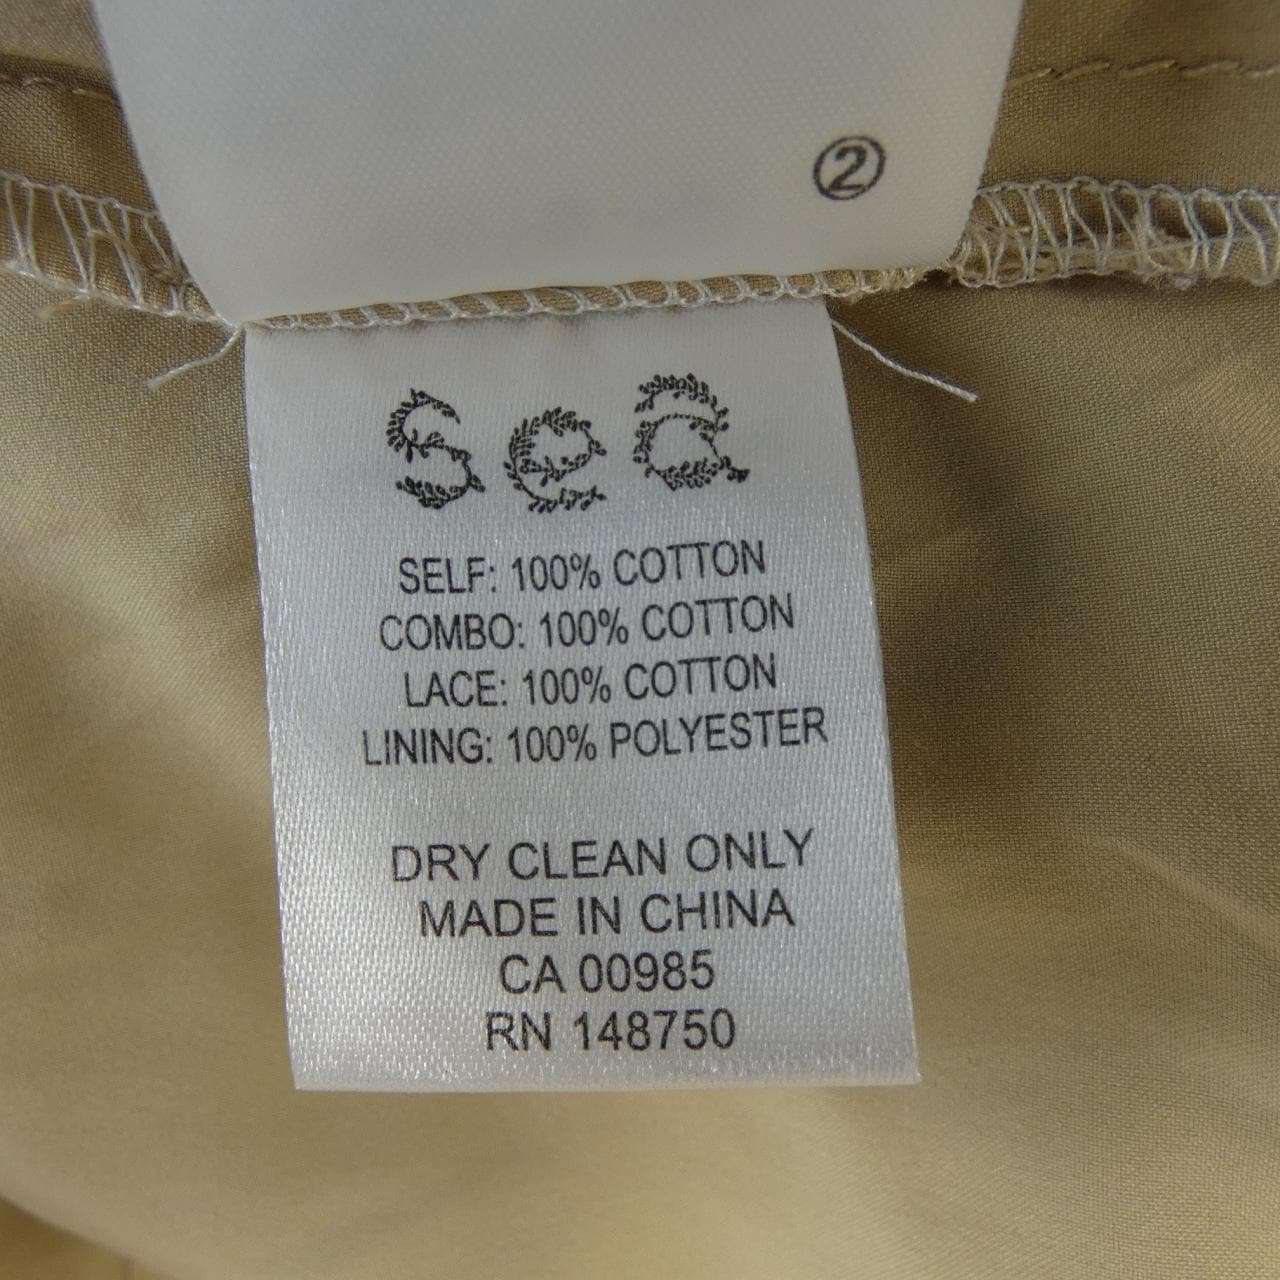 ②
Sea
SELF: 100% COTTON
COMBO: 100% COTTON
LACE: 100% COTTON
LINING: 100% POLYESTER
DRY CLEAN ONLY
MADE IN CHINA
CA 00985
RN 148750